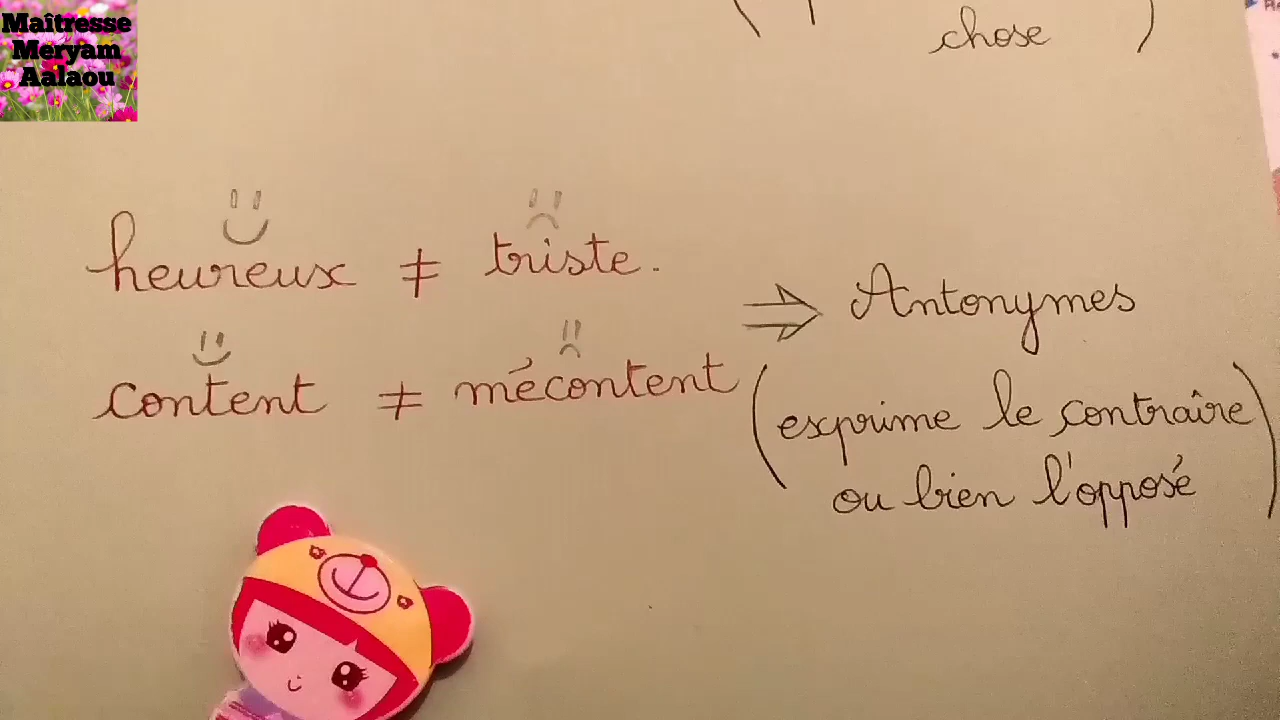 Maîtresse
Meryam
Aalaou
( chose )
heureux ≠ triste.
content ≠ mécontent
⇒ Antonymes
(exprime le contraire
ou bien l'opposé)